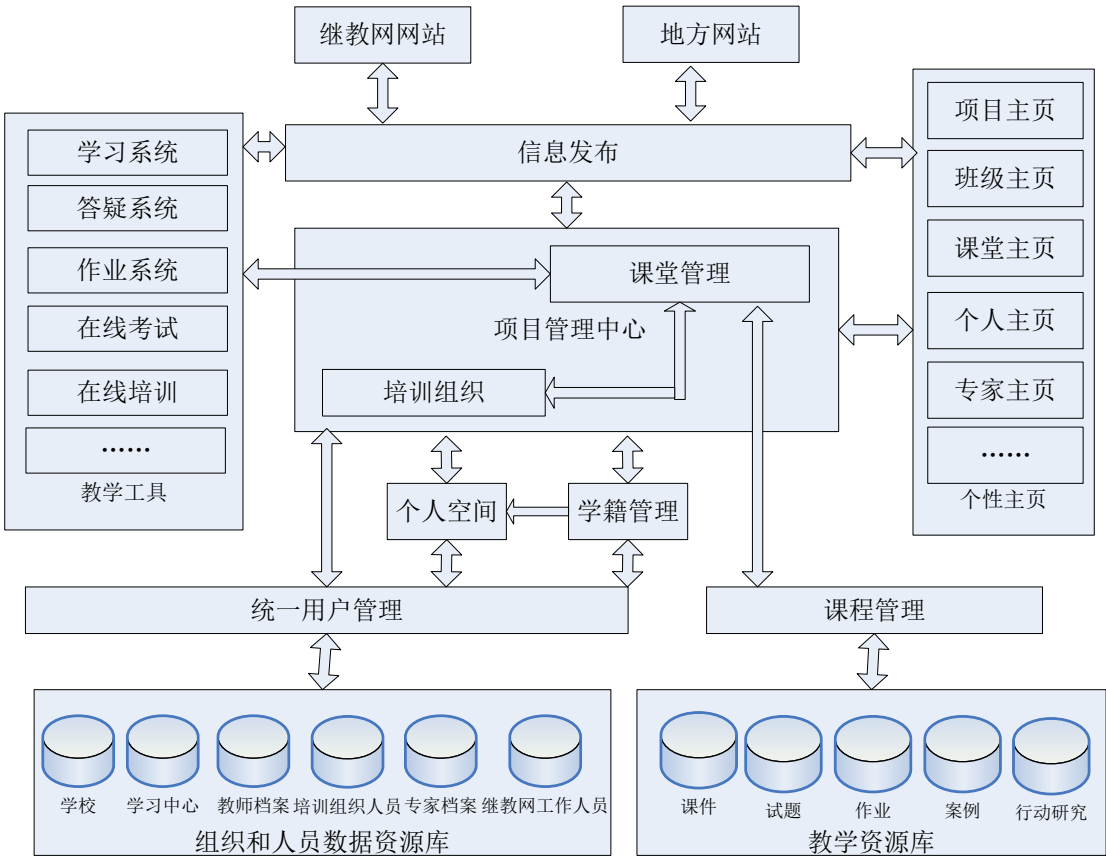 继教网网站
地方网站
信息发布
学习系统
答疑系统
作业系统
在线考试
在线培训
……
教学工具
课堂管理
项目管理中心
培训组织
项目主页
班级主页
课堂主页
个人主页
专家主页
……
个性主页
个人空间
学籍管理
统一用户管理
课程管理
学校
学习中心
教师档案
培训组织人员
专家档案
继教网工作人员
组织和人员数据资源库
课件
试题
作业
案例
行动研究
教学资源库